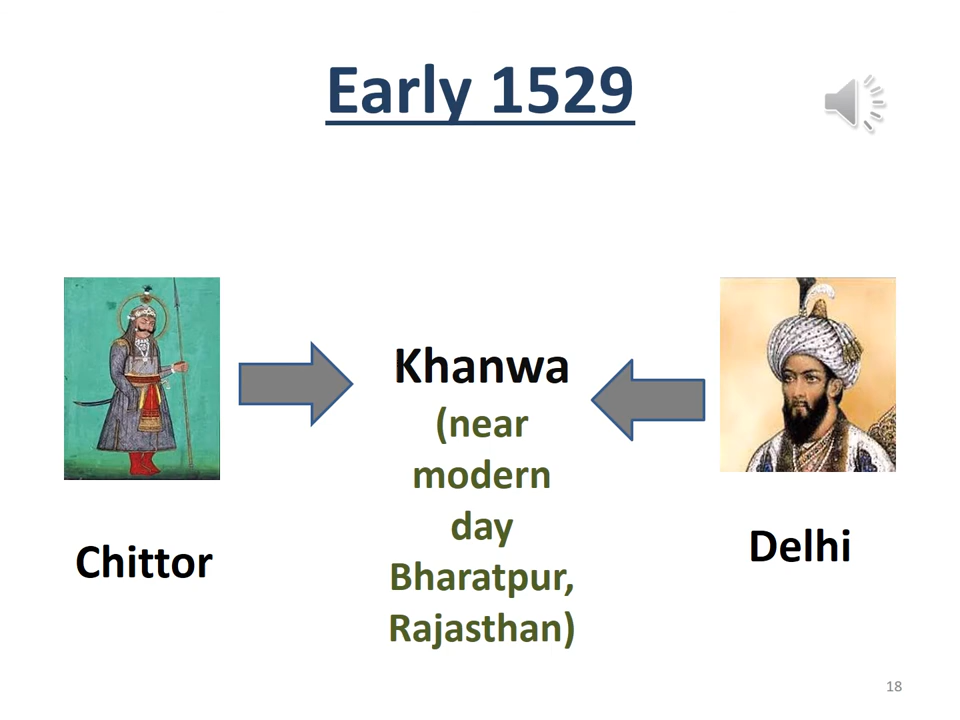 Early 1529
Khanwa
(near
modern
day
Bharatpur,
Rajasthan)
Chittor
Delhi
18